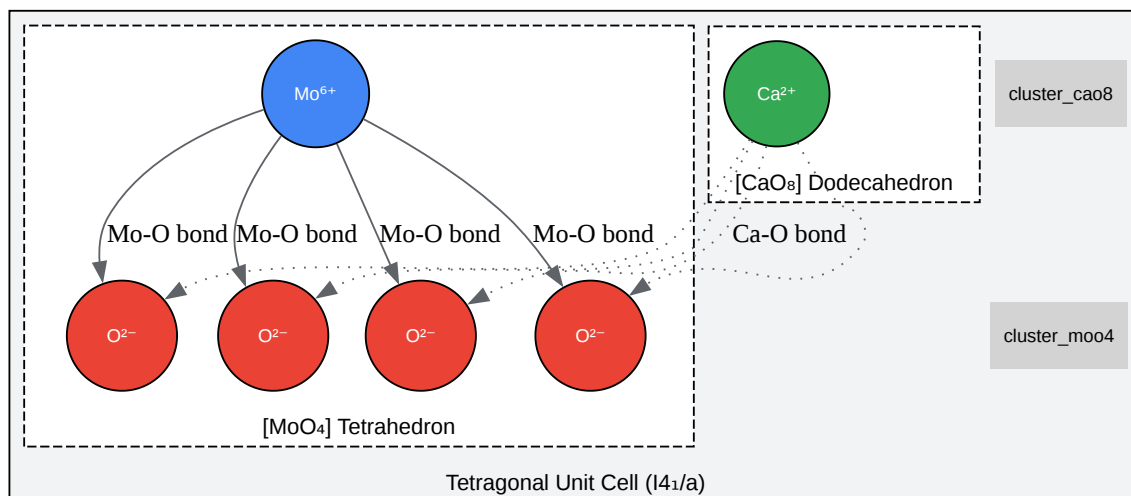 Mo⁶⁺
Ca²⁺
cluster_cao8
[CaO₈] Dodecahedron
Mo-O bond
Mo-O bond
Mo-O bond
Mo-O bond
Ca-O bond
O²⁻
O²⁻
O²⁻
O²⁻
cluster_moo4
[MoO₄] Tetrahedron
Tetragonal Unit Cell (I4₁/a)